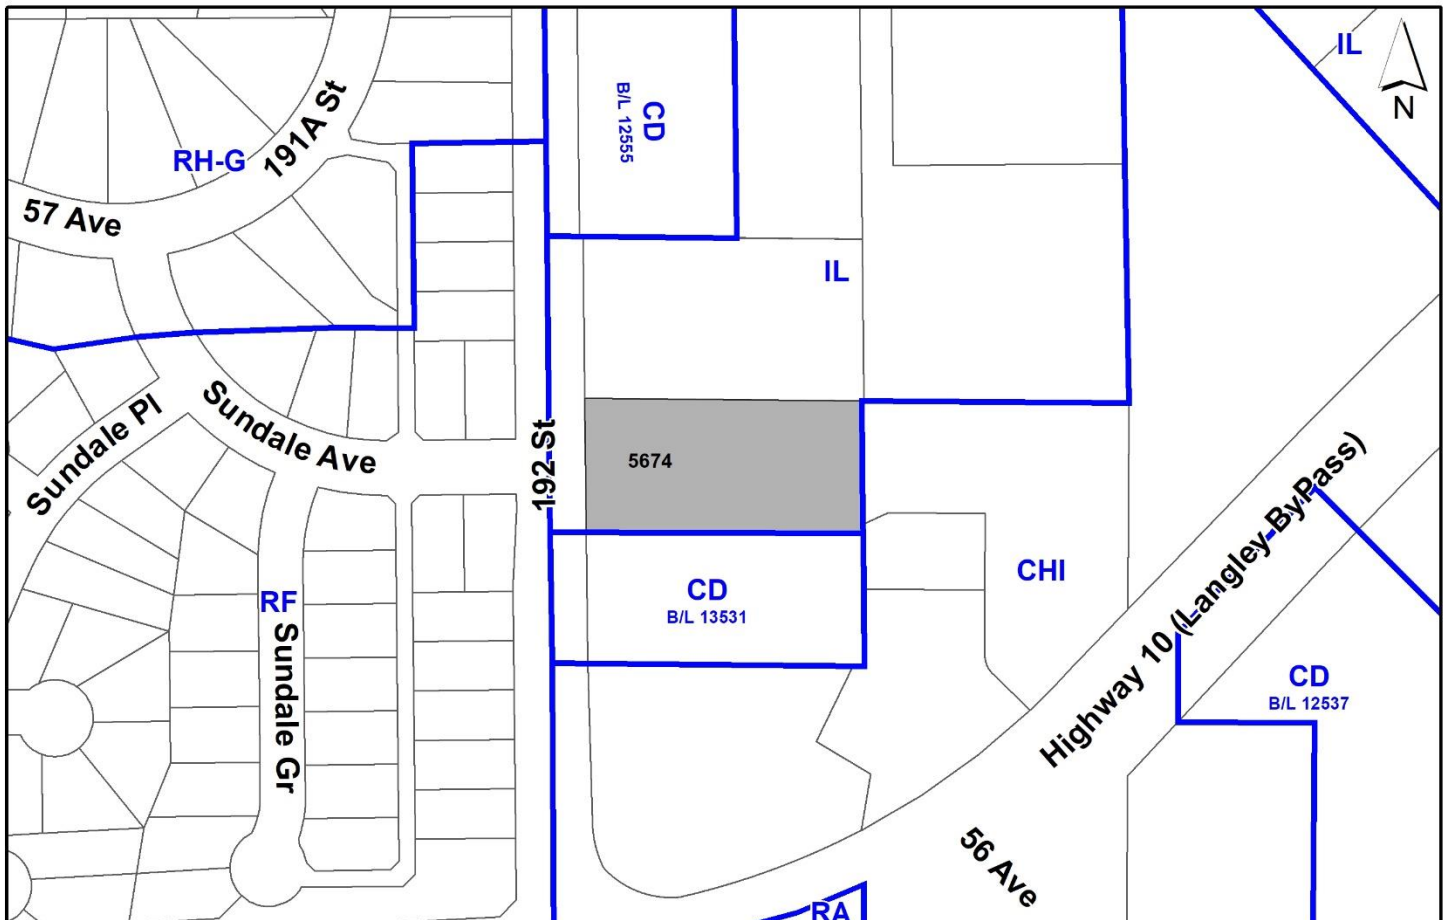 IL
N
CD
B/L 12555
191A St
RH-G
57 Ave
IL
Sundale Pl
Sundale Ave
192 St
5674
Highway 10 (Langley ByPass)
CHI
CD
B/L 13531
RF
Sundale Gr
CD
B/L 12537
56 Ave
RA